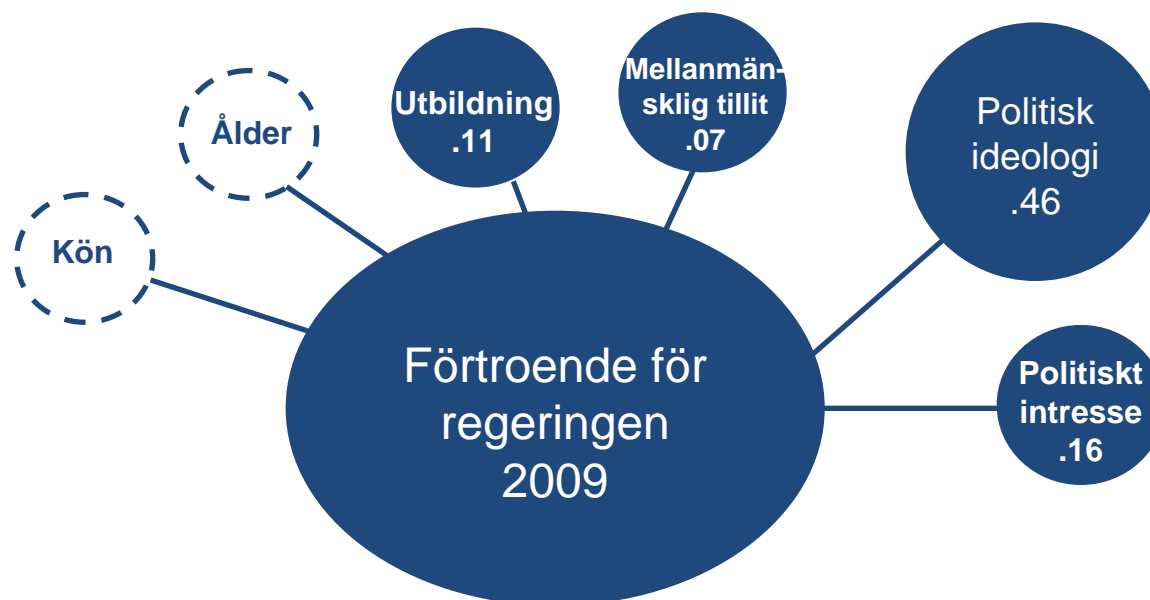 Kön
Ålder
Utbildning
.11
Mellanmän-
sklig tillit
.07
Politisk
ideologi
.46
Politiskt
intresse
.16
Förtroende för
regeringen
2009